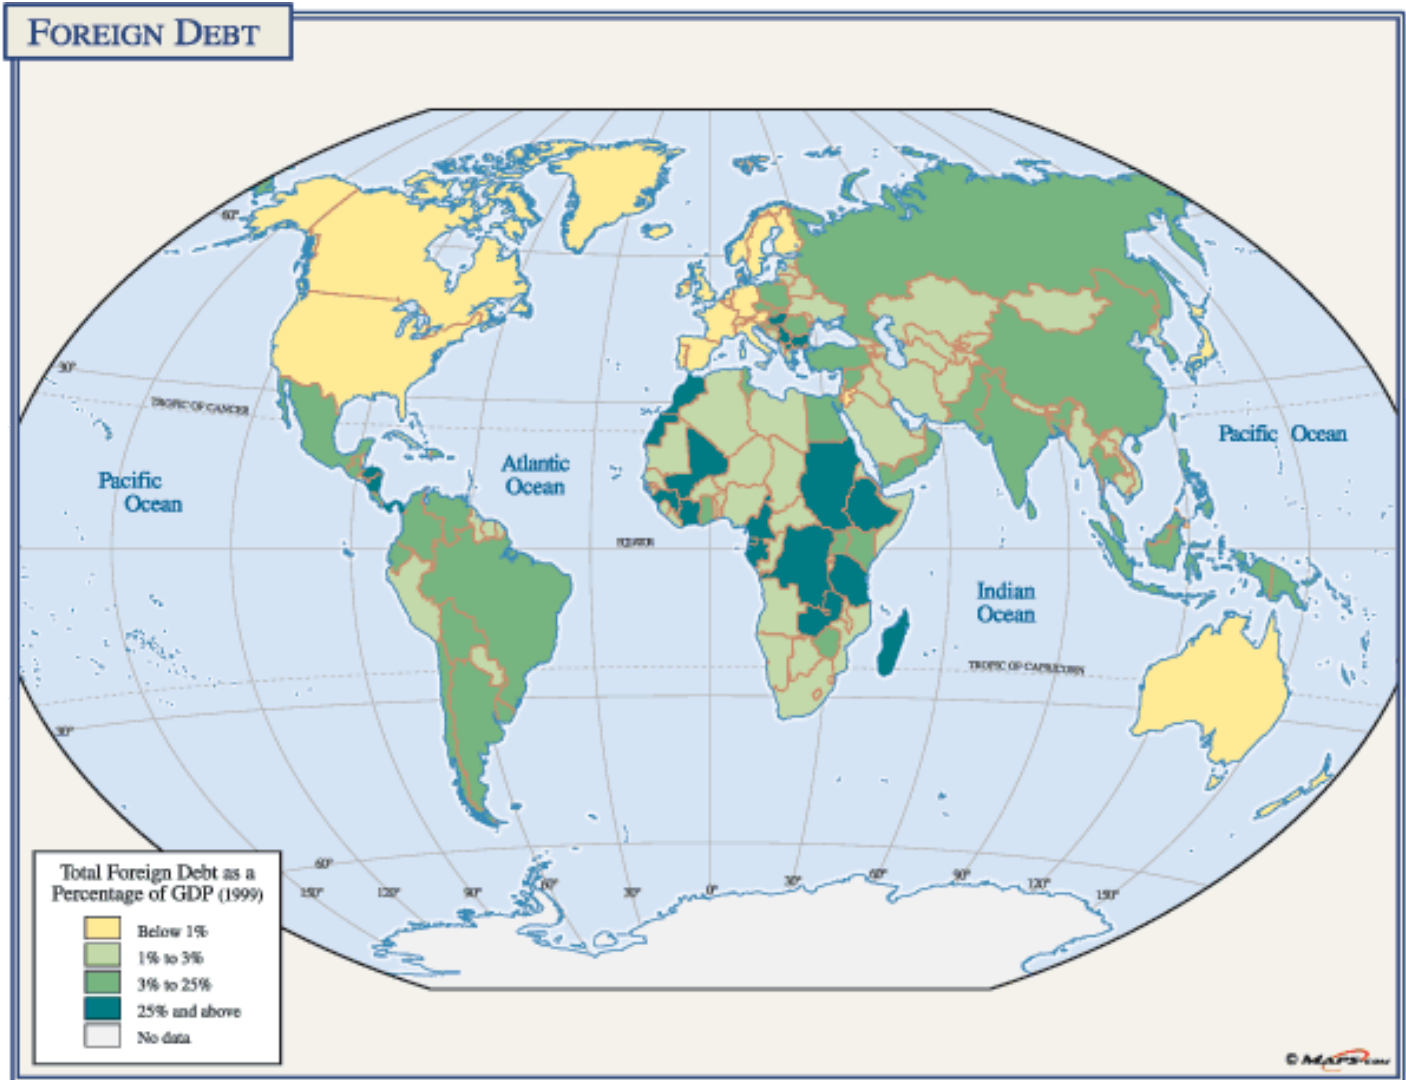 FOREIGN DEBT
60°
30°
TROPIC OF CANCER
Pacific
Ocean
Atlantic
Ocean
Pacific Ocean
EQUATOR
Indian
Ocean
TROPIC OF CAPRICORN
30°
60°
150°
120°
90°
60°
30°
0°
30°
60°
90°
120°
150°
Total Foreign Debt as a
Percentage of GDP (1999)
Below 1%
1% to 3%
3% to 25%
25% and above
No data
© MAPS.COM